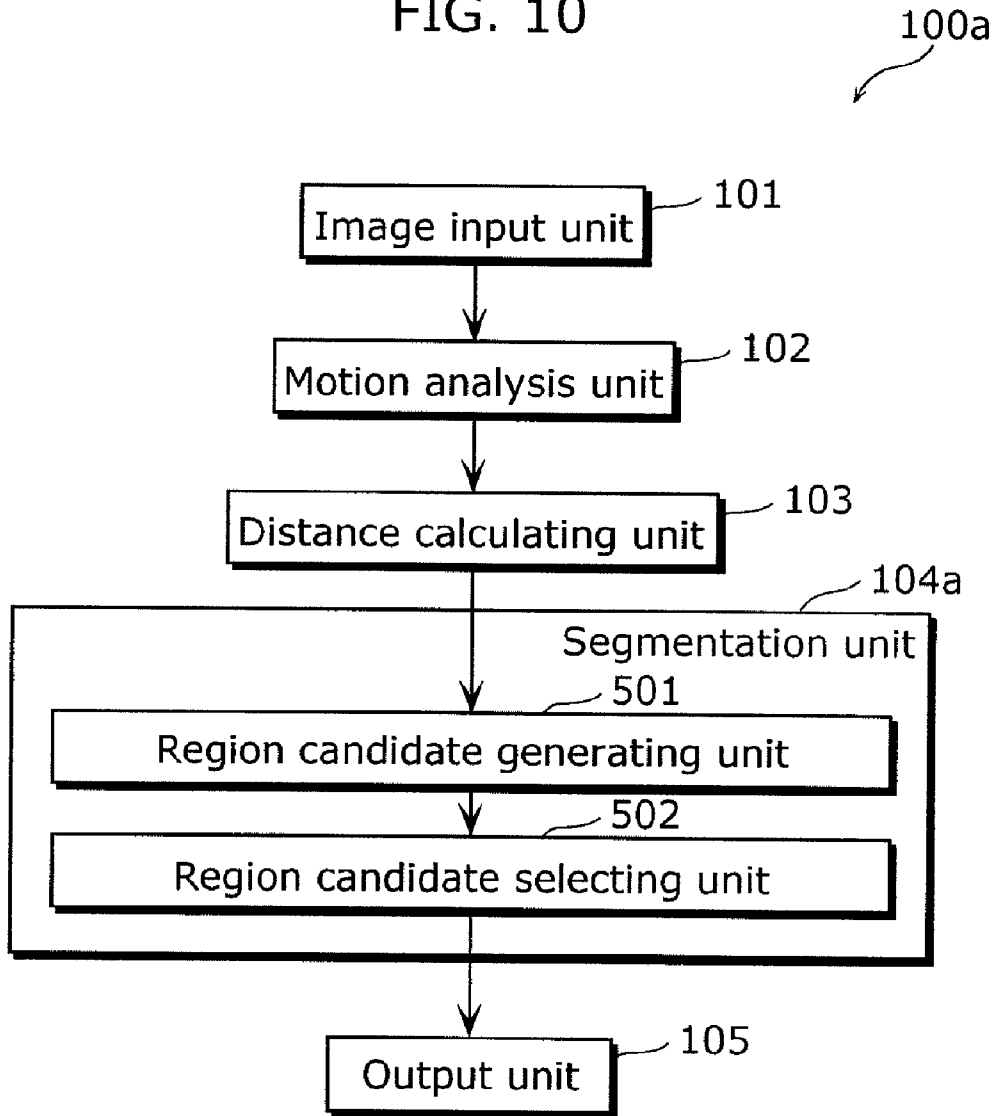 FIG. 10
100a
101
Image input unit
102
Motion analysis unit
103
Distance calculating unit
104a
Segmentation unit
501
Region candidate generating unit
502
Region candidate selecting unit
105
Output unit